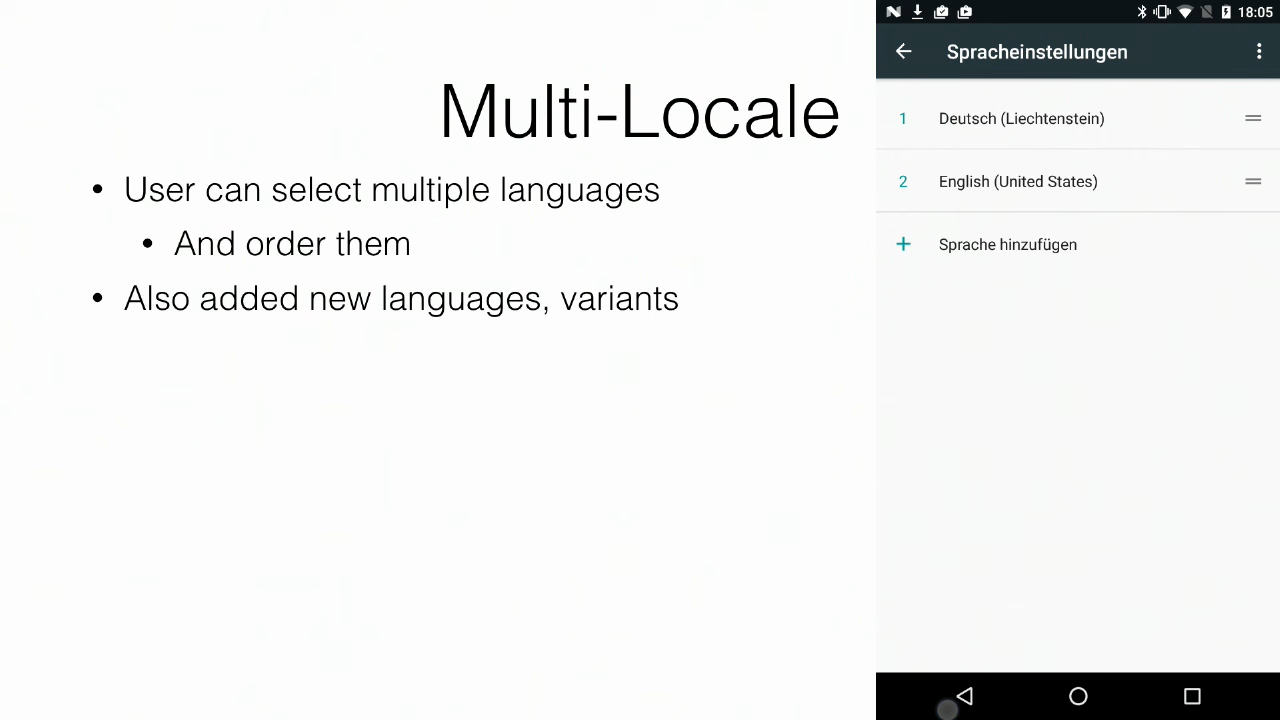 Multi-Locale
• User can select multiple languages
• And order them
• Also added new languages, variants
18:05
Spracheinstellungen
1 Deutsch (Liechtenstein)
2 English (United States)
+ Sprache hinzufügen